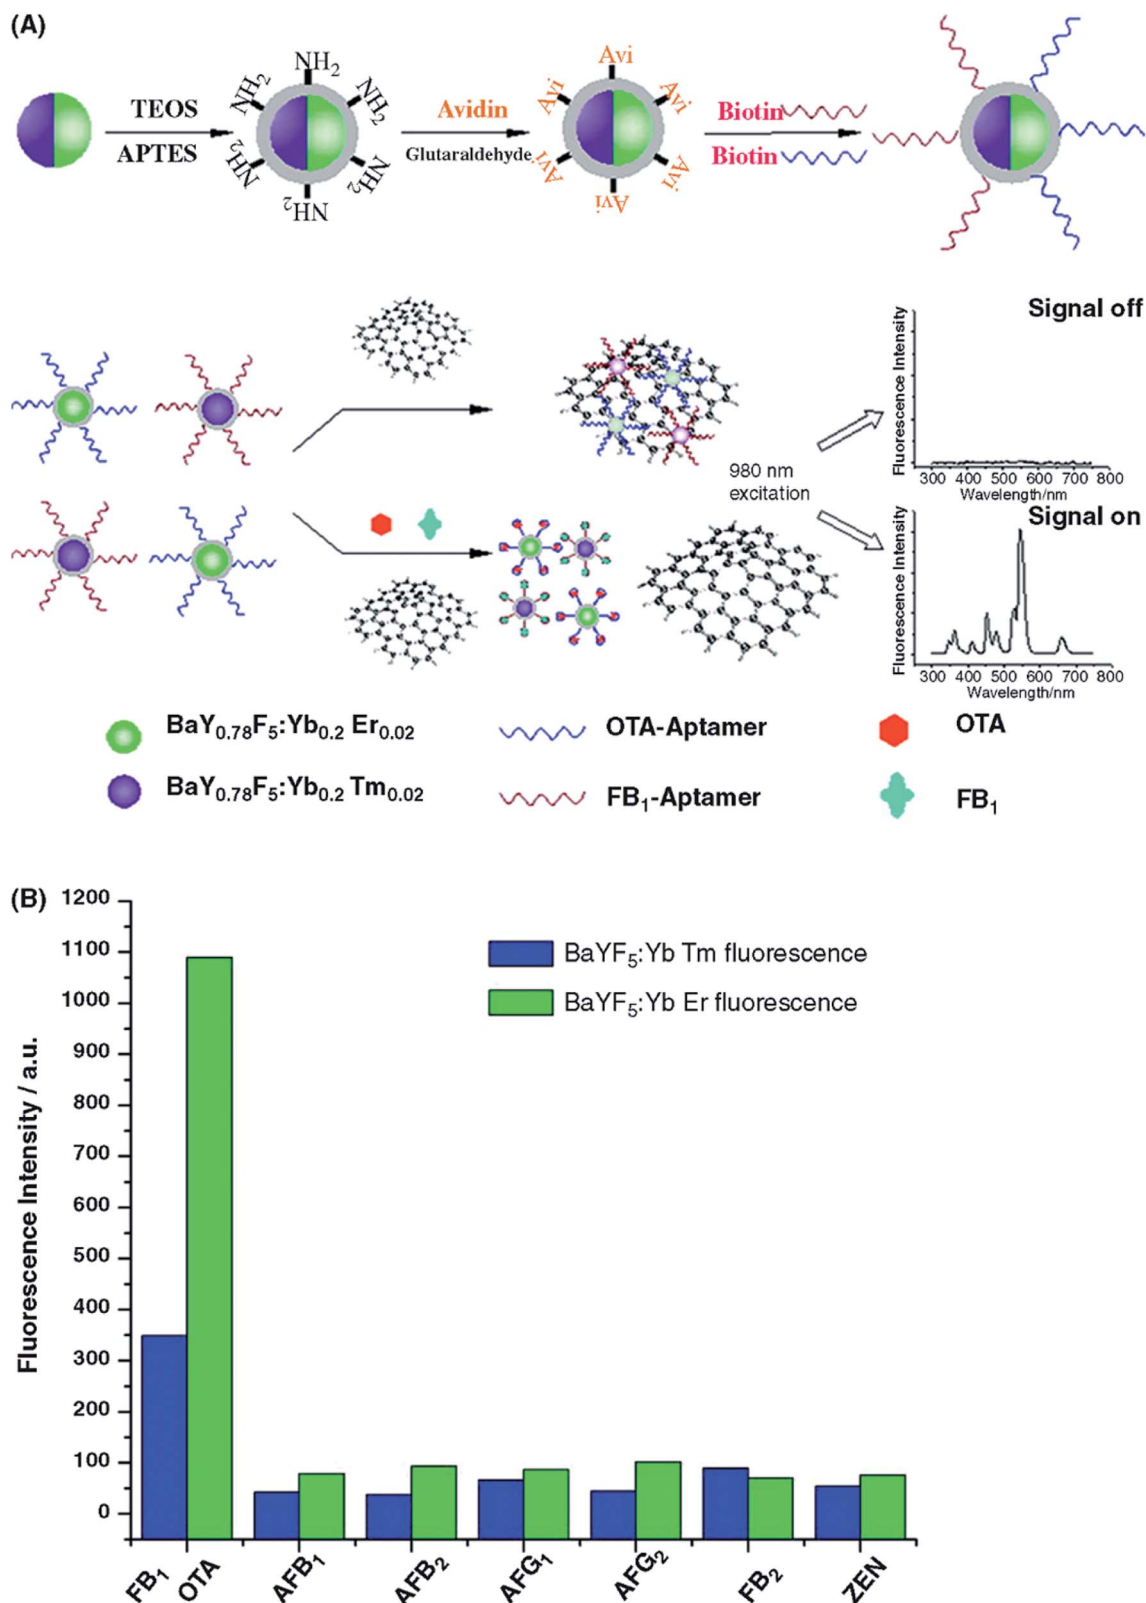 (A)
TEOS
APTES
NH2
NH2
NH2
NH2
NH2
NH2
Avidin
Glutaraldehyde
Avi
Avi
Avi
Avi
Avi
Avi
Biotin
Biotin
Signal off
Fluorescence Intensity
300 400 500 600 700 800
Wavelength/nm
980 nm
excitation
Signal on
Fluorescence Intensity
300 400 500 600 700 800
Wavelength/nm
BaY0.78F5:Yb0.2 Er0.02
OTA-Aptamer
OTA
BaY0.78F5:Yb0.2 Tm0.02
FB1-Aptamer
FB1
(B)
1200
1100
1000
900
800
700
600
500
400
300
200
100
0
Fluorescence Intensity / a.u.
BaYF5:Yb Tm fluorescence
BaYF5:Yb Er fluorescence
FB1 OTA AFB1 AFB2 AFG1 AFG2 FB2 ZEN